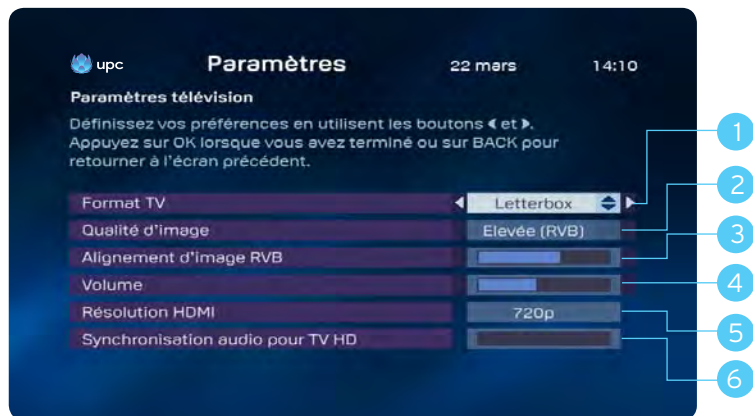 upc Paramètres 22 mars 14:10
Paramètres télévision
Définissez vos préférences en utilisent les boutons ◀ et ▶.
Appuyez sur OK lorsque vous avez terminé ou sur BACK pour
retourner à l'écran précédent.
Format TV Letterbox 1
Qualité d'image Elevée (RVB) 2
Alignement d'image RVB 3
Volume 4
Résolution HDMI 720p 5
Synchronisation audio pour TV HD 6